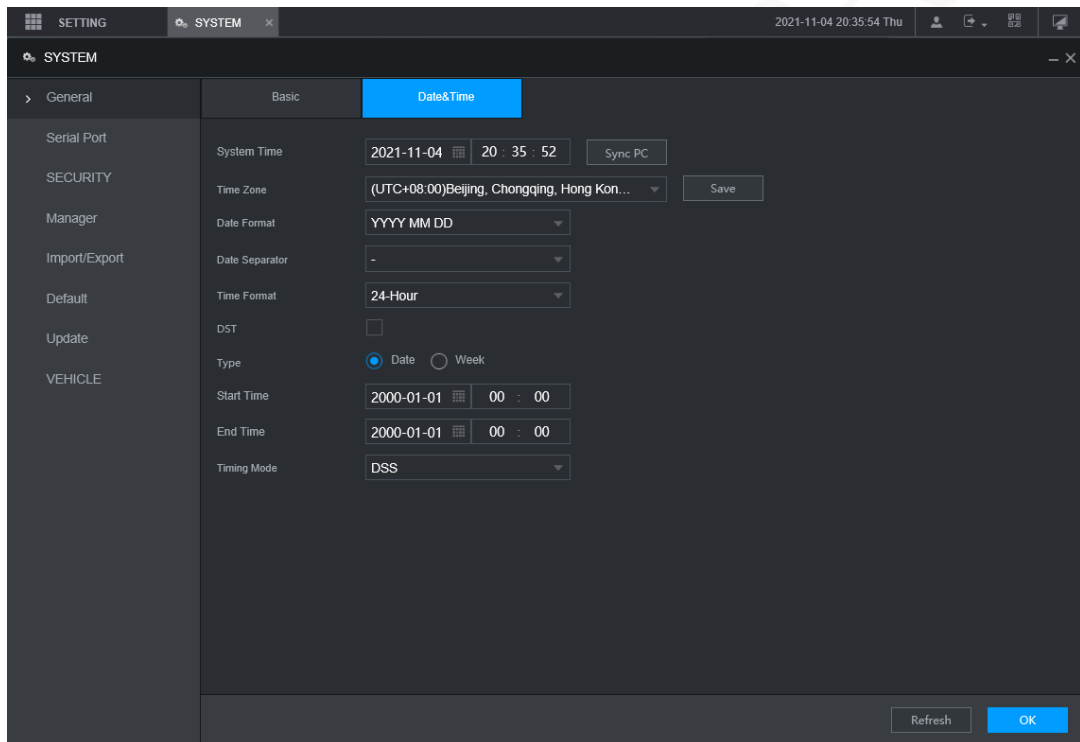 SETTING
SYSTEM ×
2021-11-04 20:35:54 Thu
SYSTEM
General
Serial Port
SECURITY
Manager
Import/Export
Default
Update
VEHICLE
Basic
Date&Time
System Time 2021-11-04 20 : 35 : 52 Sync PC
Time Zone (UTC+08:00)Beijing, Chongqing, Hong Kon... Save
Date Format YYYY MM DD
Date Separator -
Time Format 24-Hour
DST
Type Date Week
Start Time 2000-01-01 00 : 00
End Time 2000-01-01 00 : 00
Timing Mode DSS
Refresh OK